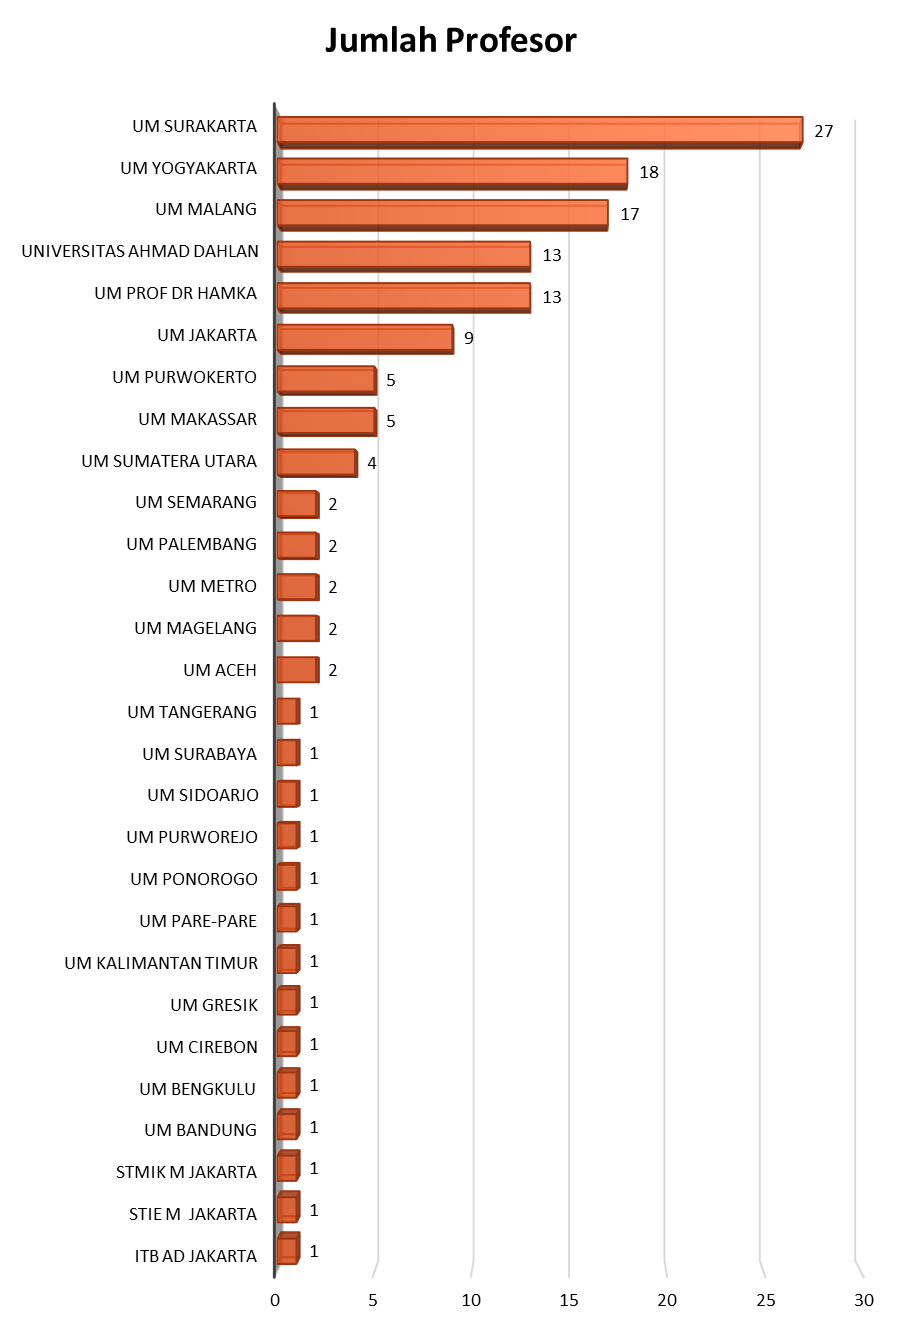 Jumlah Profesor
UM SURAKARTA 27
UM YOGYAKARTA 18
UM MALANG 17
UNIVERSITAS AHMAD DAHLAN 13
UM PROF DR HAMKA 13
UM JAKARTA 9
UM PURWOKERTO 5
UM MAKASSAR 5
UM SUMATERA UTARA 4
UM SEMARANG 2
UM PALEMBANG 2
UM METRO 2
UM MAGELANG 2
UM ACEH 2
UM TANGERANG 1
UM SURABAYA 1
UM SIDOARJO 1
UM PURWOREJO 1
UM PONOROGO 1
UM PARE-PARE 1
UM KALIMANTAN TIMUR 1
UM GRESIK 1
UM CIREBON 1
UM BENGKULU 1
UM BANDUNG 1
STMIK M JAKARTA 1
STIE M JAKARTA 1
ITB AD JAKARTA 1
0 5 10 15 20 25 30